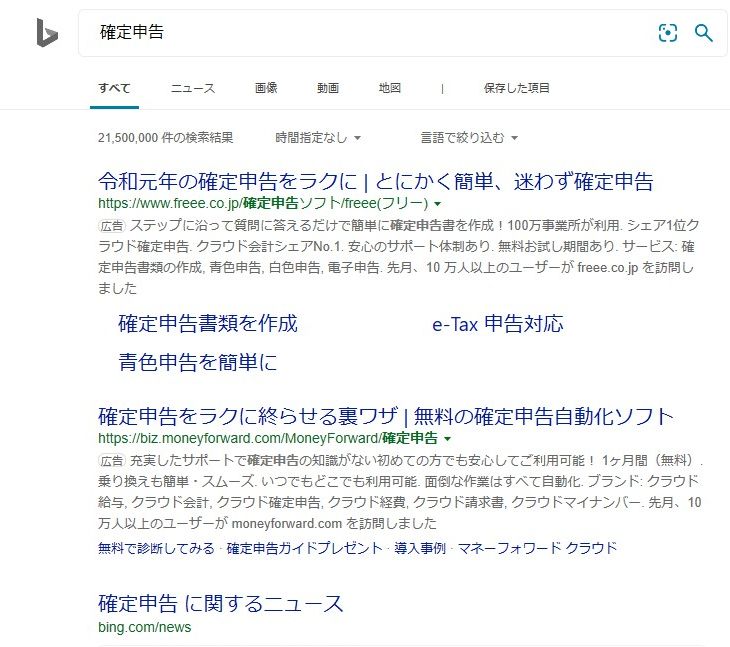 確定申告
すべて ニュース 画像 動画 地図 | 保存した項目
21,500,000 件の検索結果 時間指定なし 言語で絞り込む
令和元年の確定申告をラクに | とにかく簡単、迷わず確定申告
https://www.freee.co.jp/確定申告ソフト/freee(フリー)
広告 ステップに沿って質問に答えるだけで簡単に確定申告書を作成！100万事業所が利用. シェア1位ク
ラウド確定申告. クラウド会計シェアNo.1. 安心のサポート体制あり. 無料お試し期間あり. サービス: 確
定申告書類の作成, 青色申告, 白色申告, 電子申告. 先月、10 万人以上のユーザーが freee.co.jp を訪問し
ました
確定申告書類を作成 e-Tax 申告対応
青色申告を簡単に
確定申告をラクに終らせる裏ワザ | 無料の確定申告自動化ソフト
https://biz.moneyforward.com/MoneyForward/確定申告
広告 充実したサポートで確定申告の知識がない初めての方でも安心してご利用可能！ 1ヶ月間（無料）.
乗り換えも簡単・スムーズ. いつでもどこでも利用可能. 面倒な作業はすべて自動化. ブランド: クラウド
給与, クラウド会計, クラウド確定申告, クラウド経費, クラウド請求書, クラウドマイナンバー. 先月、10
万人以上のユーザーが moneyforward.com を訪問しました
無料で診断してみる · 確定申告ガイドプレゼント · 導入事例 · マネーフォワード クラウド
確定申告 に関するニュース
bing.com/news